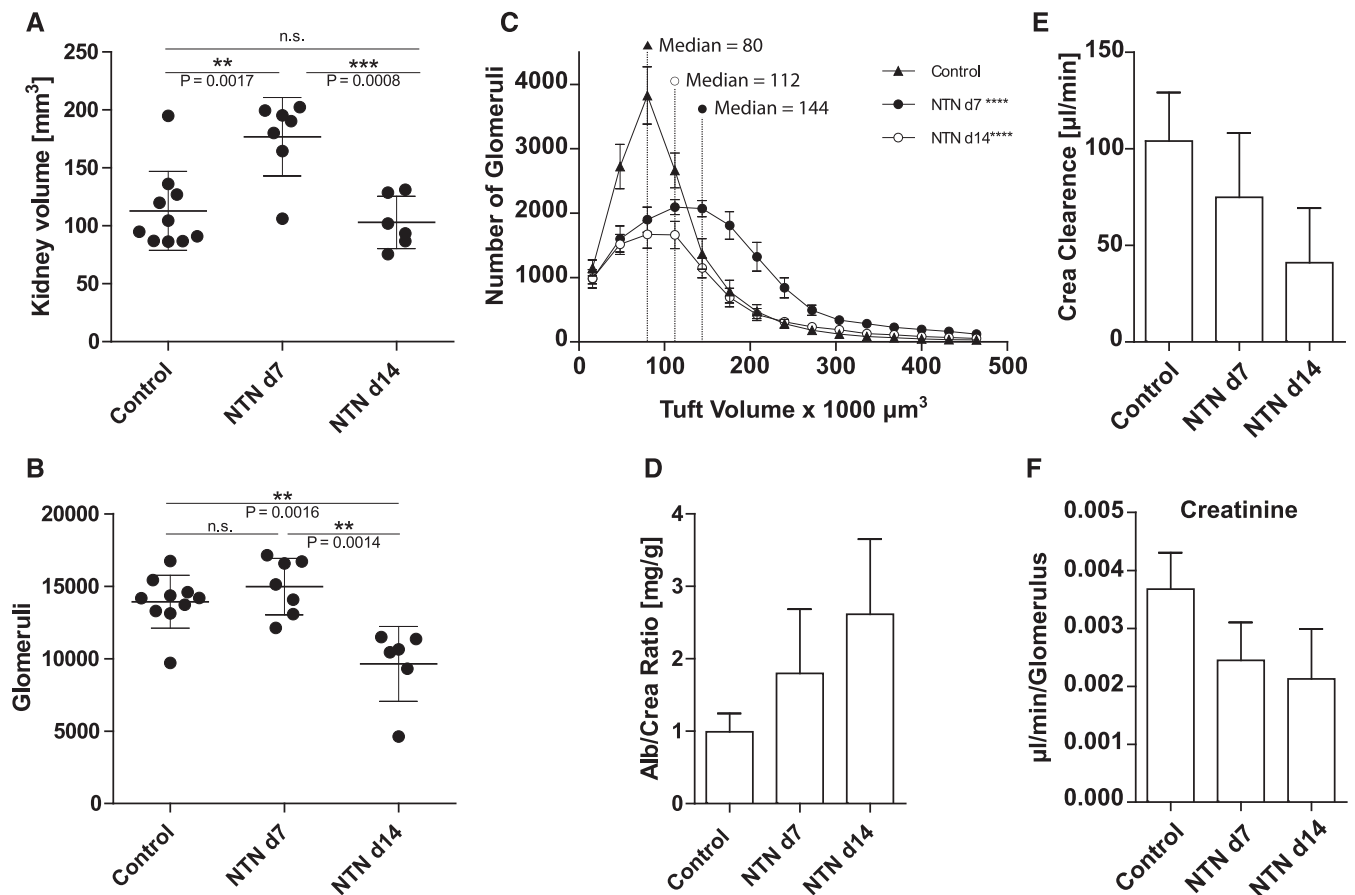 A
n.s.
**
P = 0.0017
***
P = 0.0008
Kidney volume [mm³]
250
200
150
100
50
0
Control
NTN d7
NTN d14
B
**
P = 0.0016
n.s.
**
P = 0.0014
Glomeruli
20000
15000
10000
5000
0
Control
NTN d7
NTN d14
C
Median = 80
Median = 112
Median = 144
Control
NTN d7 ****
NTN d14****
Number of Glomeruli
4000
3000
2000
1000
0
0
100
200
300
400
500
Tuft Volume x 1000 µm³
D
Alb/Crea Ratio [mg/g]
4
3
2
1
0
Control
NTN d7
NTN d14
E
Crea Clearence [µl/min]
150
100
50
0
Control
NTN d7
NTN d14
F
Creatinine
µl/min/Glomerulus
0.005
0.004
0.003
0.002
0.001
0.000
Control
NTN d7
NTN d14